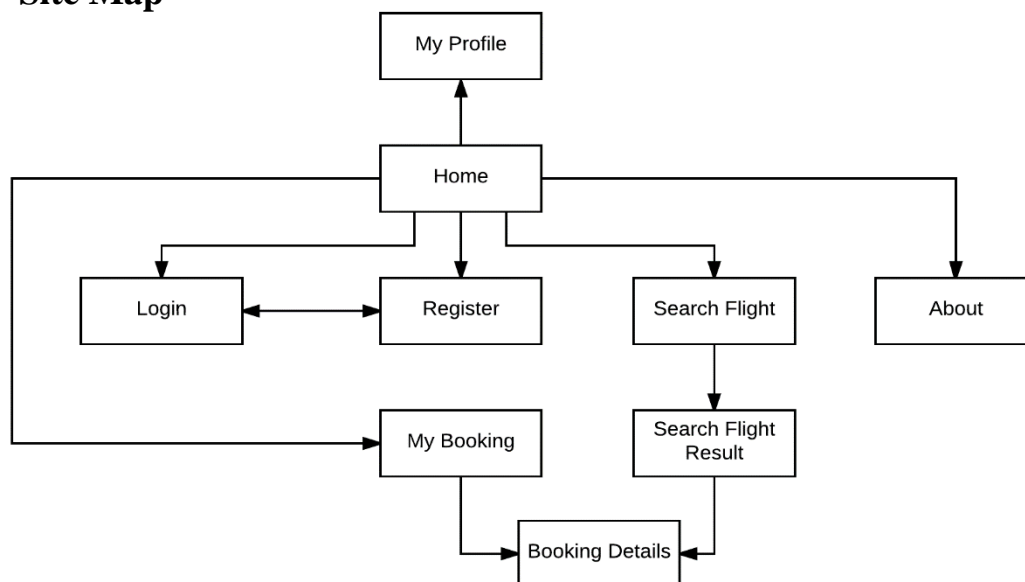 Site Map
My Profile
Home
Login
Register
Search Flight
About
My Booking
Search Flight
Result
Booking Details